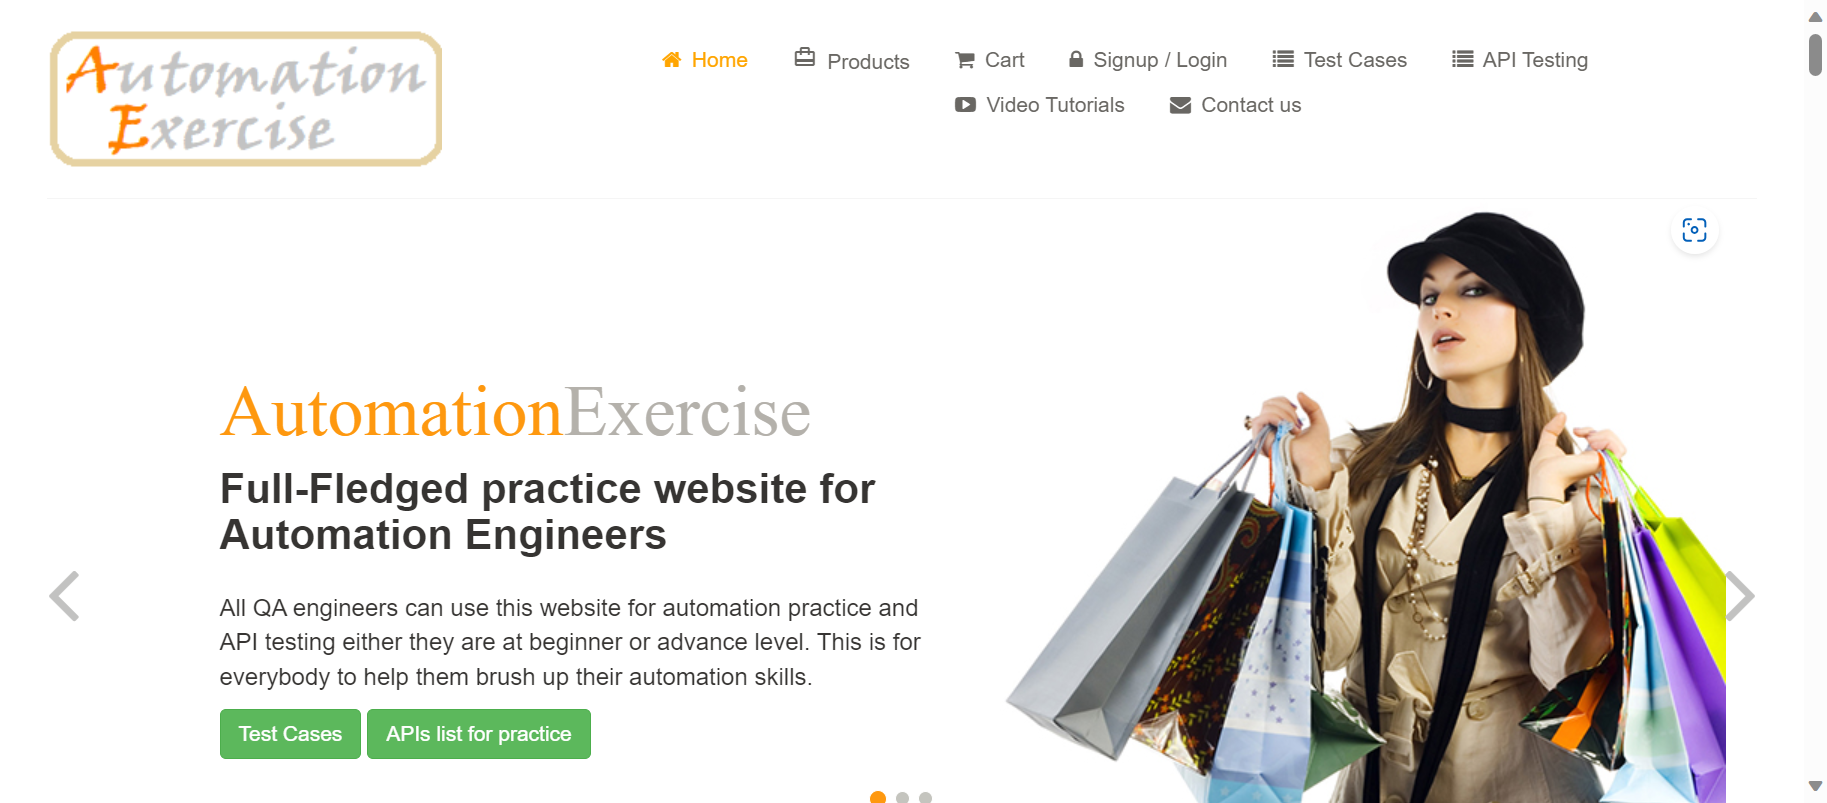 Automation
Exercise
Home
Products
Cart
Signup / Login
Test Cases
API Testing
Video Tutorials
Contact us
AutomationExercise
Full-Fledged practice website for
Automation Engineers
All QA engineers can use this website for automation practice and
API testing either they are at beginner or advance level. This is for
everybody to help them brush up their automation skills.
Test Cases
APIs list for practice